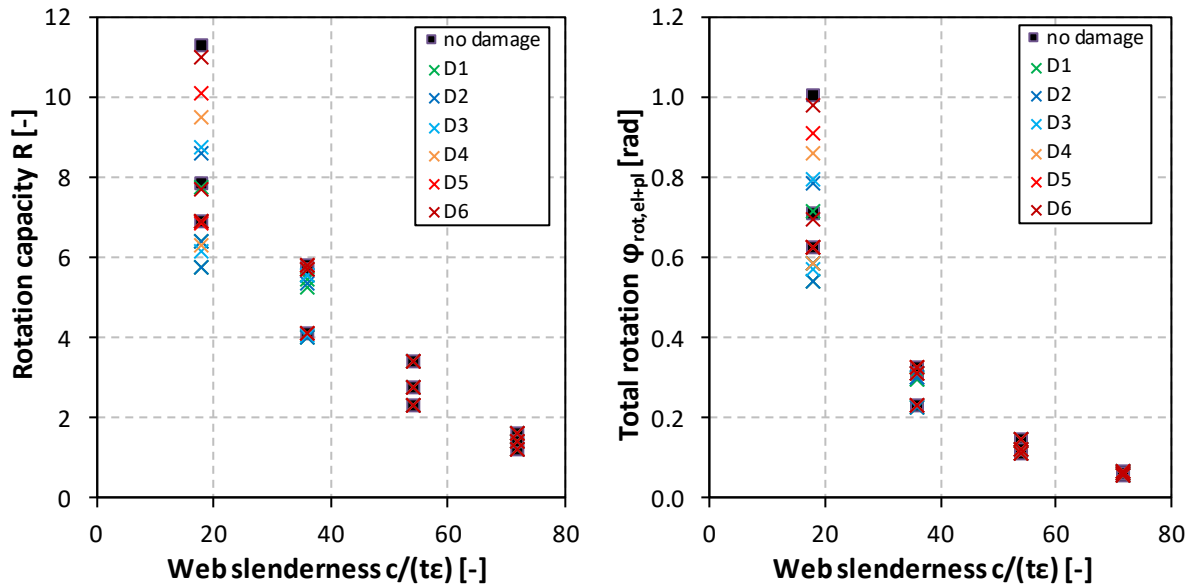 12
10
8
6
4
2
0
0
20
40
60
80
Rotation capacity R [-]
Web slenderness c/(tε) [-]
no damage
D1
D2
D3
D4
D5
D6
1.2
1.0
0.8
0.6
0.4
0.2
0.0
0
20
40
60
80
Total rotation φrot,el+pl [rad]
Web slenderness c/(tε) [-]
no damage
D1
D2
D3
D4
D5
D6